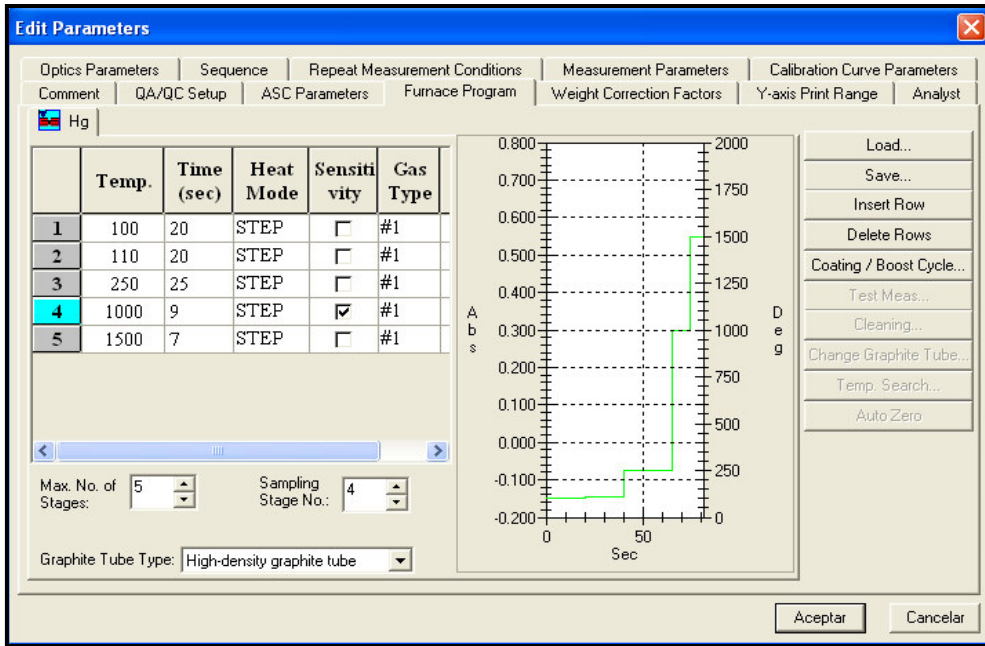 Edit Parameters
Optics Parameters Sequence Repeat Measurement Conditions Measurement Parameters Calibration Curve Parameters
Comment QA/QC Setup ASC Parameters Furnace Program Weight Correction Factors Y-axis Print Range Analyst
Hg
Temp. Time (sec) Heat Mode Sensiti vity Gas Type
1 100 20 STEP #1
2 110 20 STEP #1
3 250 25 STEP #1
4 1000 9 STEP #1
5 1500 7 STEP #1
Max. No. of Stages: 5
Sampling Stage No.: 4
Graphite Tube Type: High-density graphite tube
0.800
0.700
0.600
0.500
0.400
0.300
0.200
0.100
0.000
-0.100
-0.200
Abs
2000
1750
1500
1250
1000
750
500
250
0
Deg
0 50
Sec
Load...
Save...
Insert Row
Delete Rows
Coating / Boost Cycle...
Test Meas...
Cleaning...
Change Graphite Tube...
Temp. Search...
Auto Zero
Aceptar Cancelar